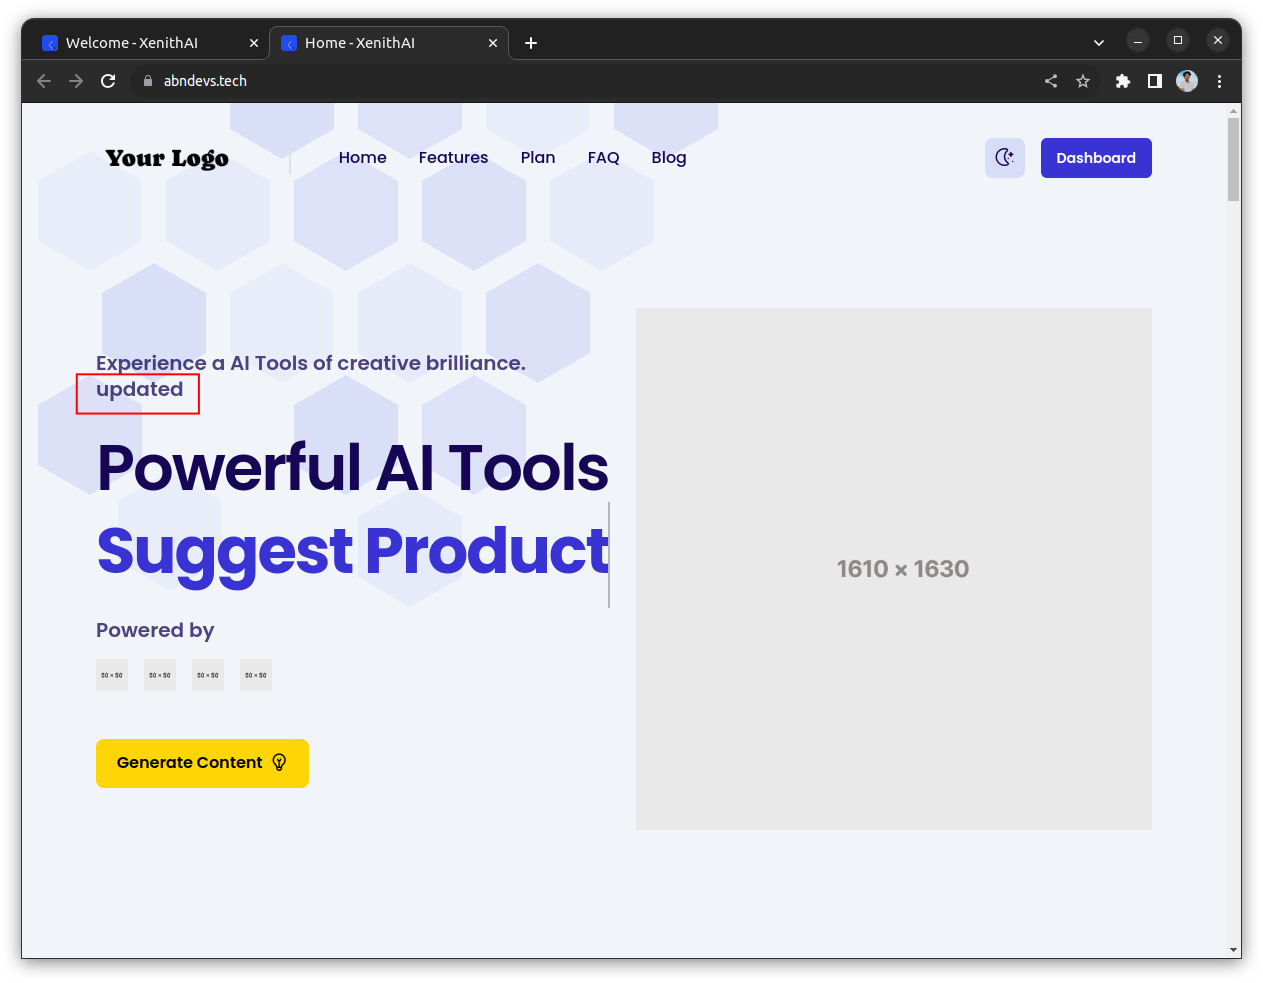 Welcome - XenithAI
Home - XenithAI
abndevs.tech
Your Logo
Home
Features
Plan
FAQ
Blog
Dashboard
Experience a AI Tools of creative brilliance.
updated
Powerful AI Tools
Suggest Product
1610 × 1630
Powered by
50 × 50
50 × 50
50 × 50
50 × 50
Generate Content